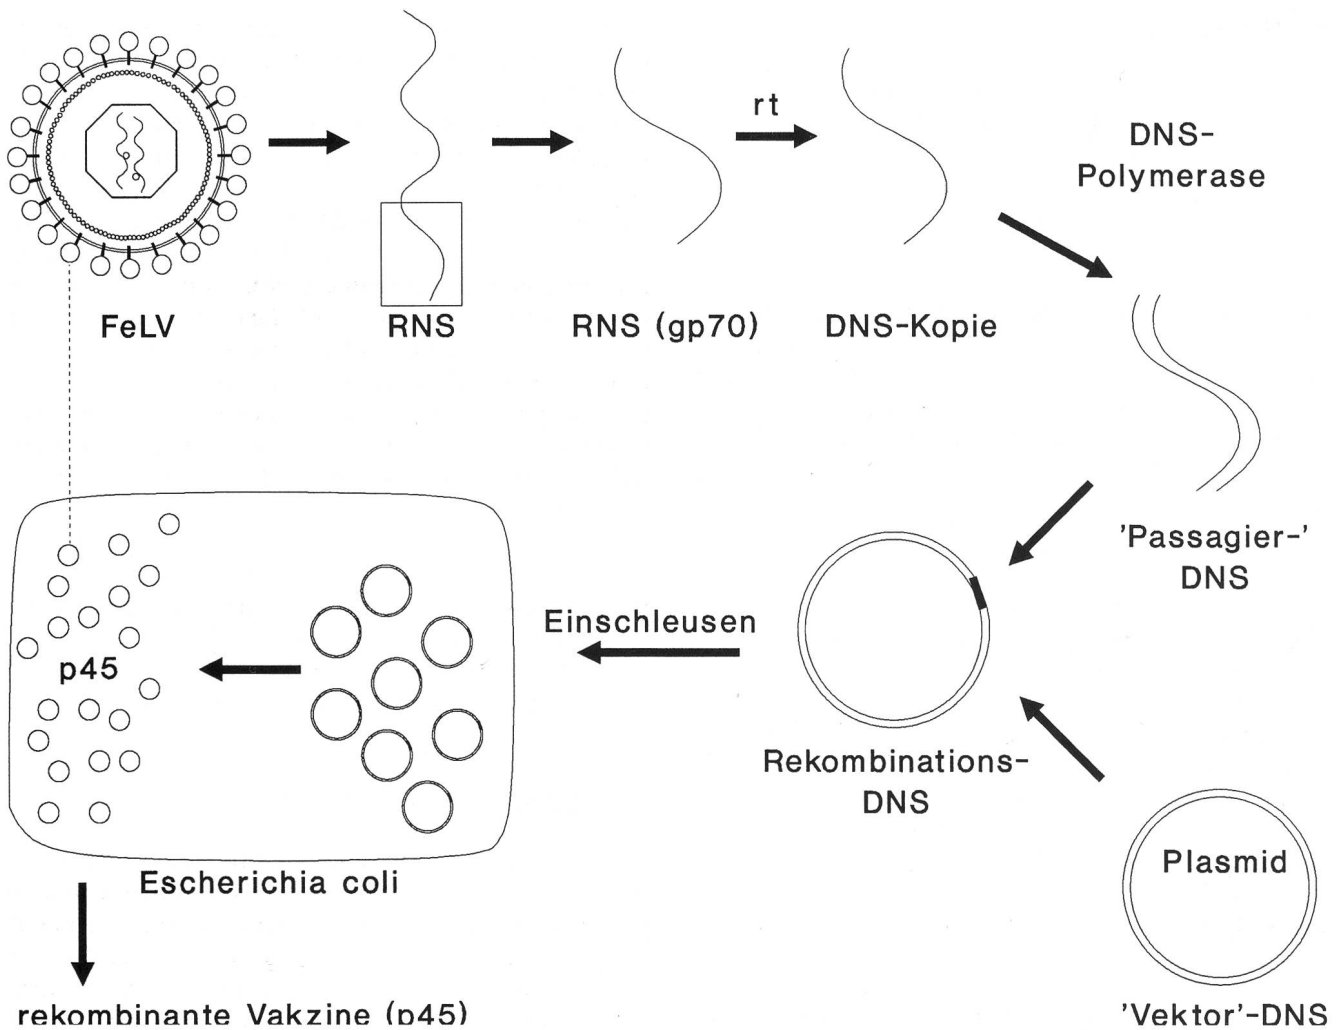 rt
DNS-
Polymerase
FeLV
RNS
RNS (gp70)
DNS-Kopie
'Passagier-'
DNS
Einschleusen
p45
Rekombinations-
DNS
Plasmid
Escherichia coli
rekombinante Vakzine (p45)
'Vektor'-DNS